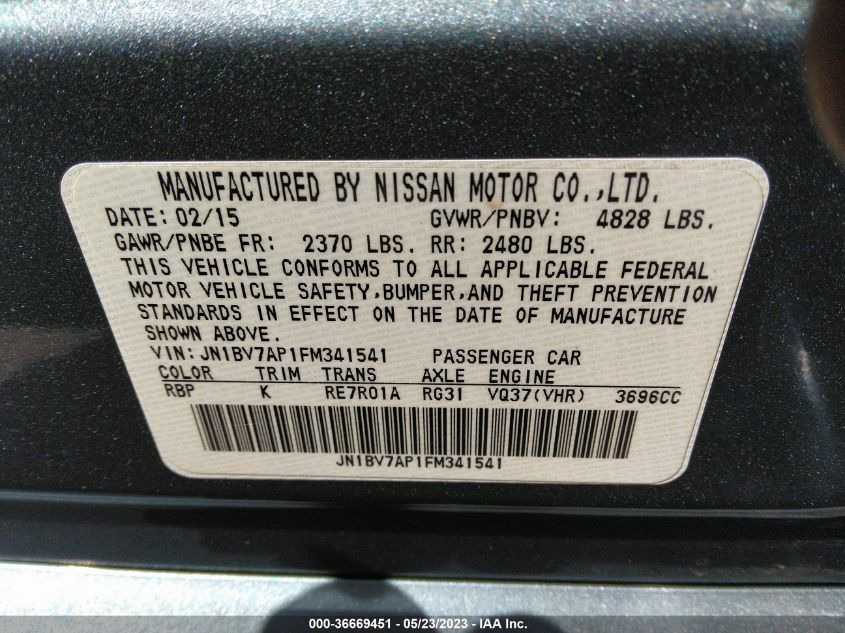 MANUFACTURED BY NISSAN MOTOR CO.,LTD.
DATE: 02/15 GVWR/PNBV: 4828 LBS.
GAWR/PNBE FR: 2370 LBS. RR: 2480 LBS.
THIS VEHICLE CONFORMS TO ALL APPLICABLE FEDERAL
MOTOR VEHICLE SAFETY,BUMPER,AND THEFT PREVENTION
STANDARDS IN EFFECT ON THE DATE OF MANUFACTURE
SHOWN ABOVE.
VIN: JN1BV7AP1FM341541 PASSENGER CAR
COLOR TRIM TRANS AXLE ENGINE
RBP K RE7R01A RG31 VQ37(VHR) 3696CC
JN1BV7AP1FM341541
000-36669451 - 05/23/2023 - IAA Inc.